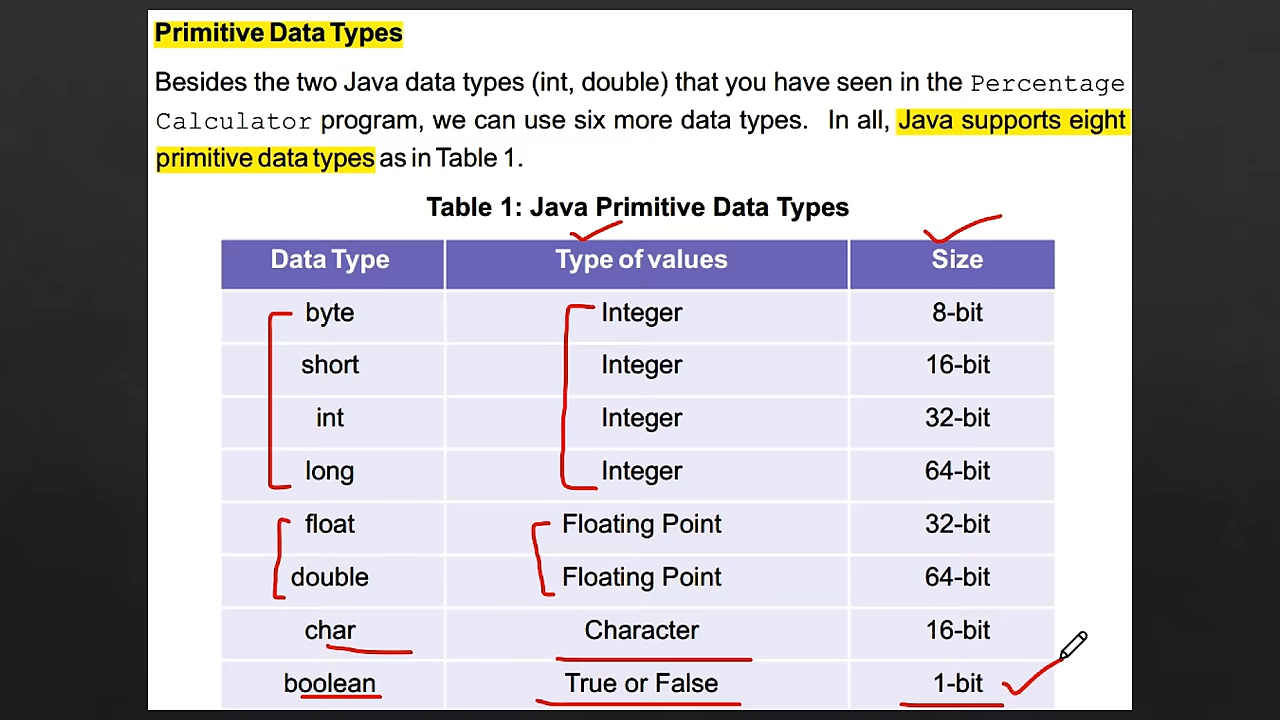 Primitive Data Types
Besides the two Java data types (int, double) that you have seen in the Percentage
Calculator program, we can use six more data types. In all, Java supports eight
primitive data types as in Table 1.
Table 1: Java Primitive Data Types
Data Type Type of values Size
byte Integer 8-bit
short Integer 16-bit
int Integer 32-bit
long Integer 64-bit
float Floating Point 32-bit
double Floating Point 64-bit
char Character 16-bit
boolean True or False 1-bit